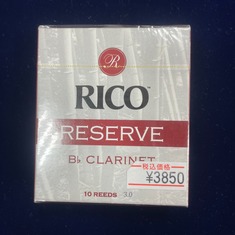 R
RICO
RESERVE
B♭ CLARINET
税込価格
¥3850
10 REEDS 3.0